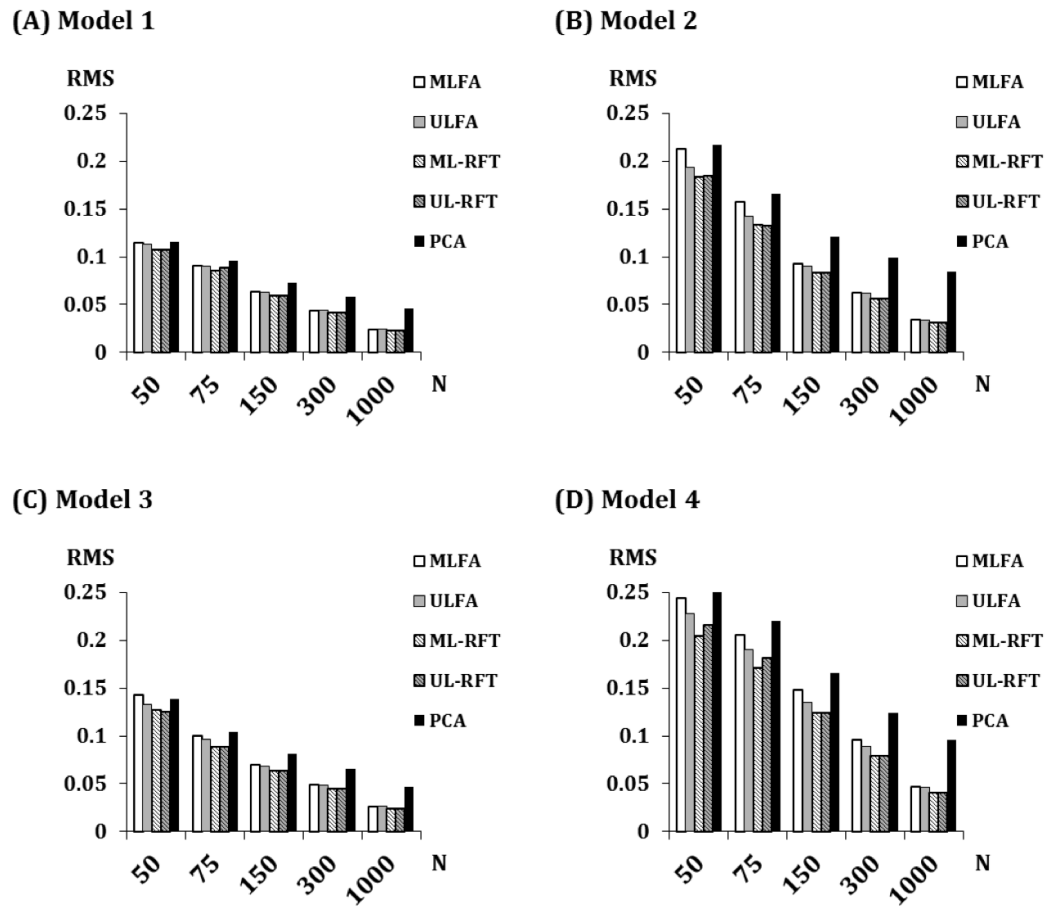 (A) Model 1
RMS
0.25
0.2
0.15
0.1
0.05
0
50
75
150
300
1000
N
MLFA
ULFA
ML-RFT
UL-RFT
PCA
(B) Model 2
RMS
0.25
0.2
0.15
0.1
0.05
0
50
75
150
300
1000
N
MLFA
ULFA
ML-RFT
UL-RFT
PCA
(C) Model 3
RMS
0.25
0.2
0.15
0.1
0.05
0
50
75
150
300
1000
N
MLFA
ULFA
ML-RFT
UL-RFT
PCA
(D) Model 4
RMS
0.25
0.2
0.15
0.1
0.05
0
50
75
150
300
1000
N
MLFA
ULFA
ML-RFT
UL-RFT
PCA